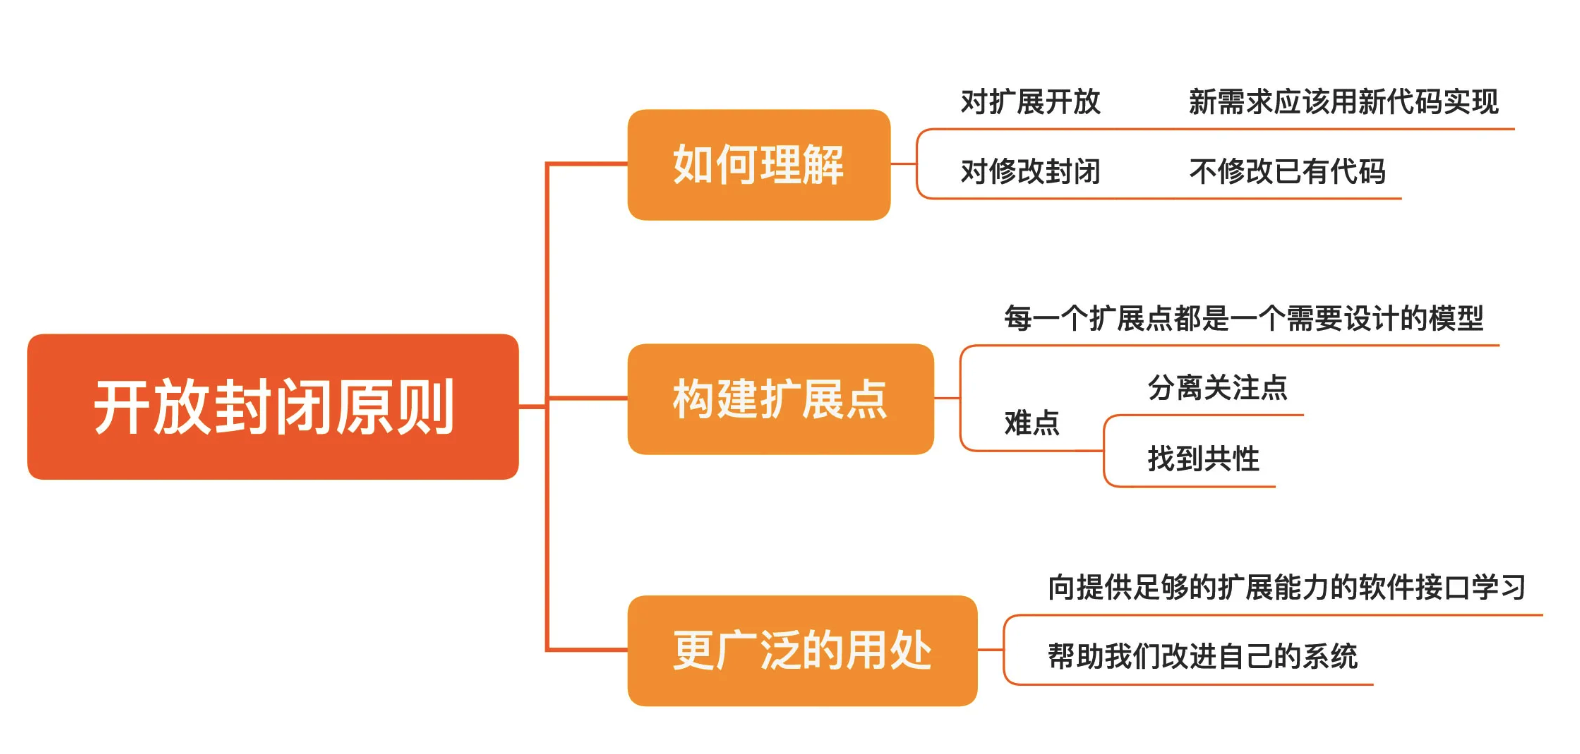 开放封闭原则
如何理解
对扩展开放 新需求应该用新代码实现
对修改封闭 不修改已有代码
构建扩展点
每一个扩展点都是一个需要设计的模型
难点
分离关注点
找到共性
更广泛的用处
向提供足够的扩展能力的软件接口学习
帮助我们改进自己的系统